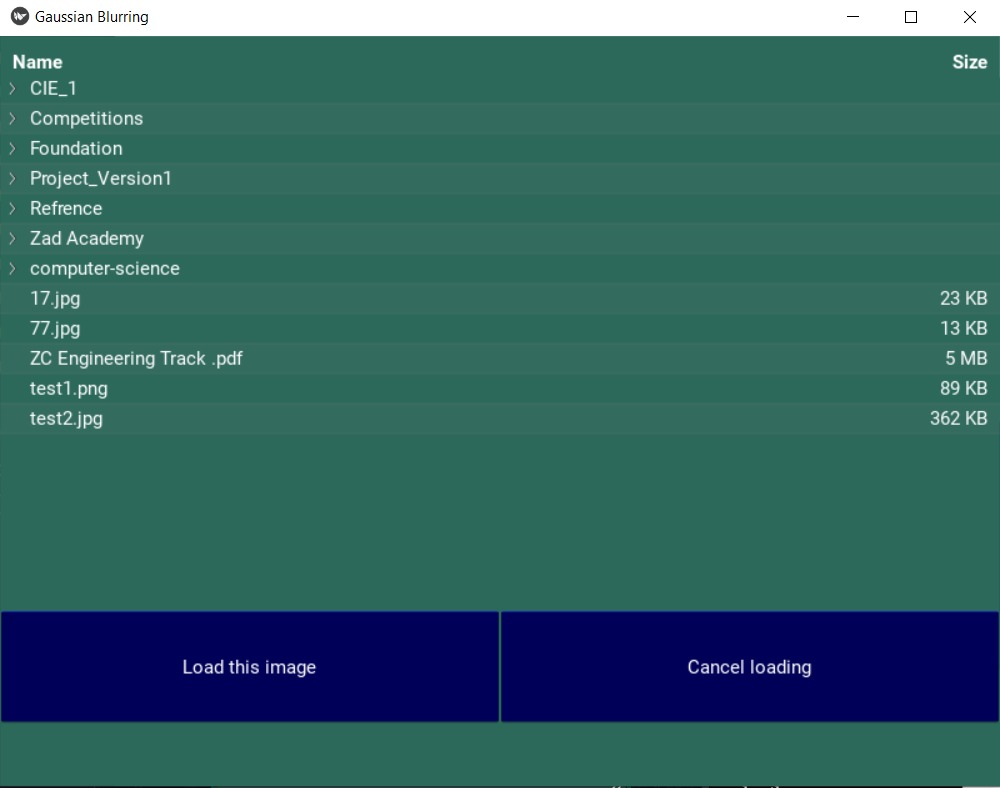 Gaussian Blurring
Name Size
CIE_1
Competitions
Foundation
Project_Version1
Refrence
Zad Academy
computer-science
17.jpg 23 KB
77.jpg 13 KB
ZC Engineering Track .pdf 5 MB
test1.png 89 KB
test2.jpg 362 KB
Load this image Cancel loading